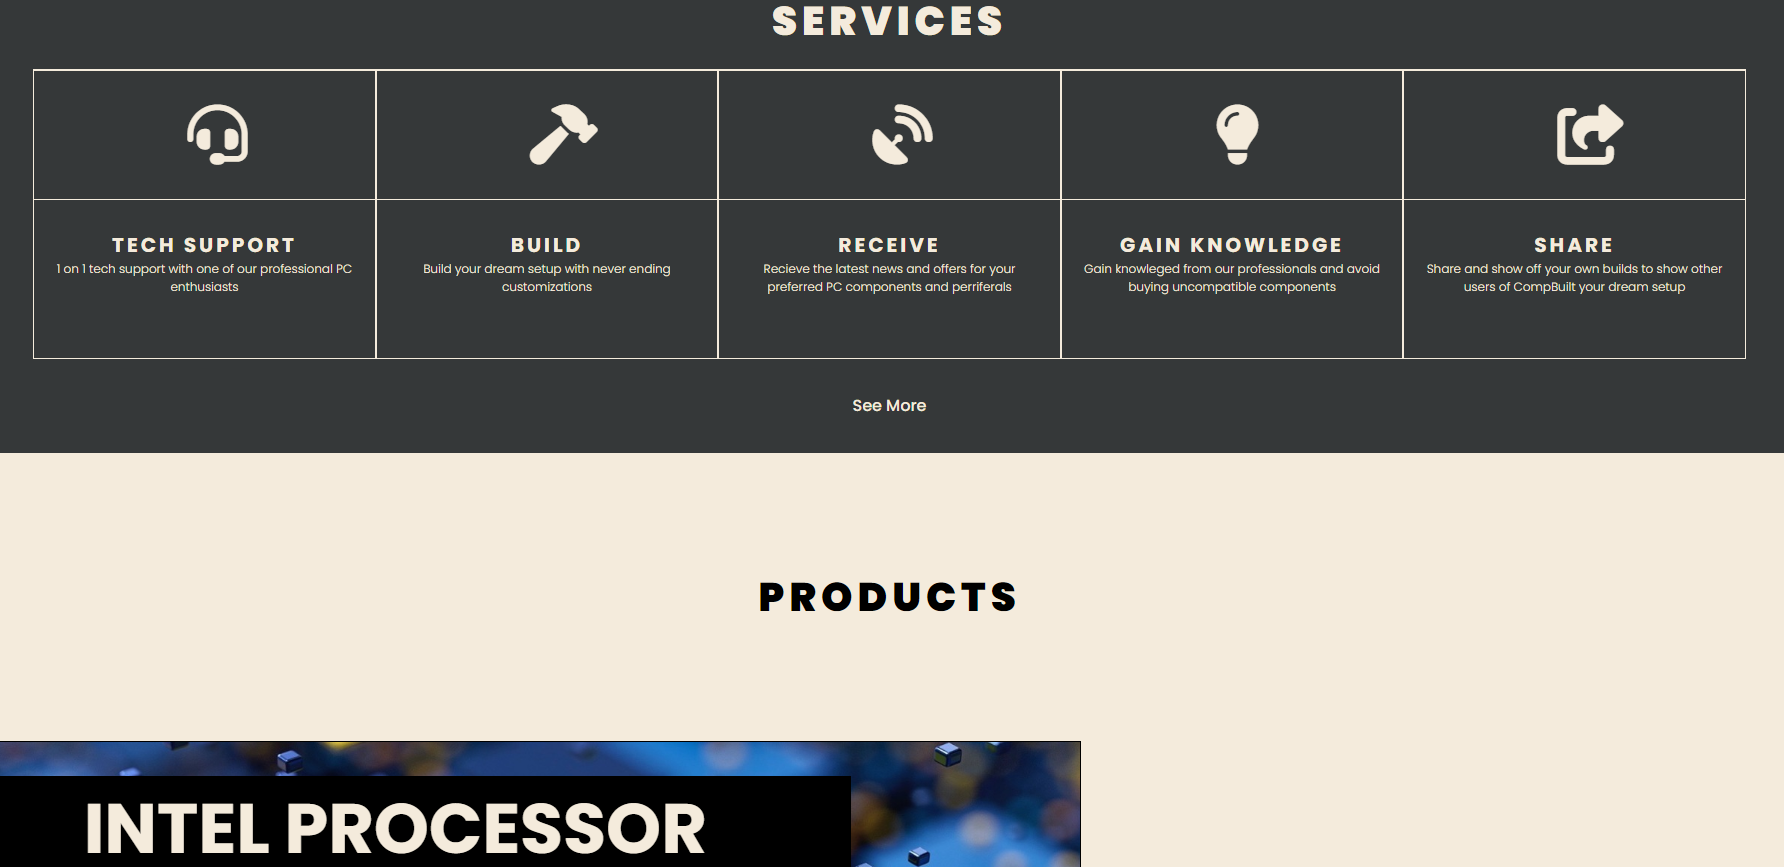 SERVICES
TECH SUPPORT
1 on 1 tech support with one of our professional PC
enthusiasts
BUILD
Build your dream setup with never ending
customizations
RECEIVE
Recieve the latest news and offers for your
preferred PC components and perriferals
GAIN KNOWLEDGE
Gain knowleged from our professionals and avoid
buying uncompatible components
SHARE
Share and show off your own builds to show other
users of CompBuilt your dream setup
See More
PRODUCTS
INTEL PROCESSOR